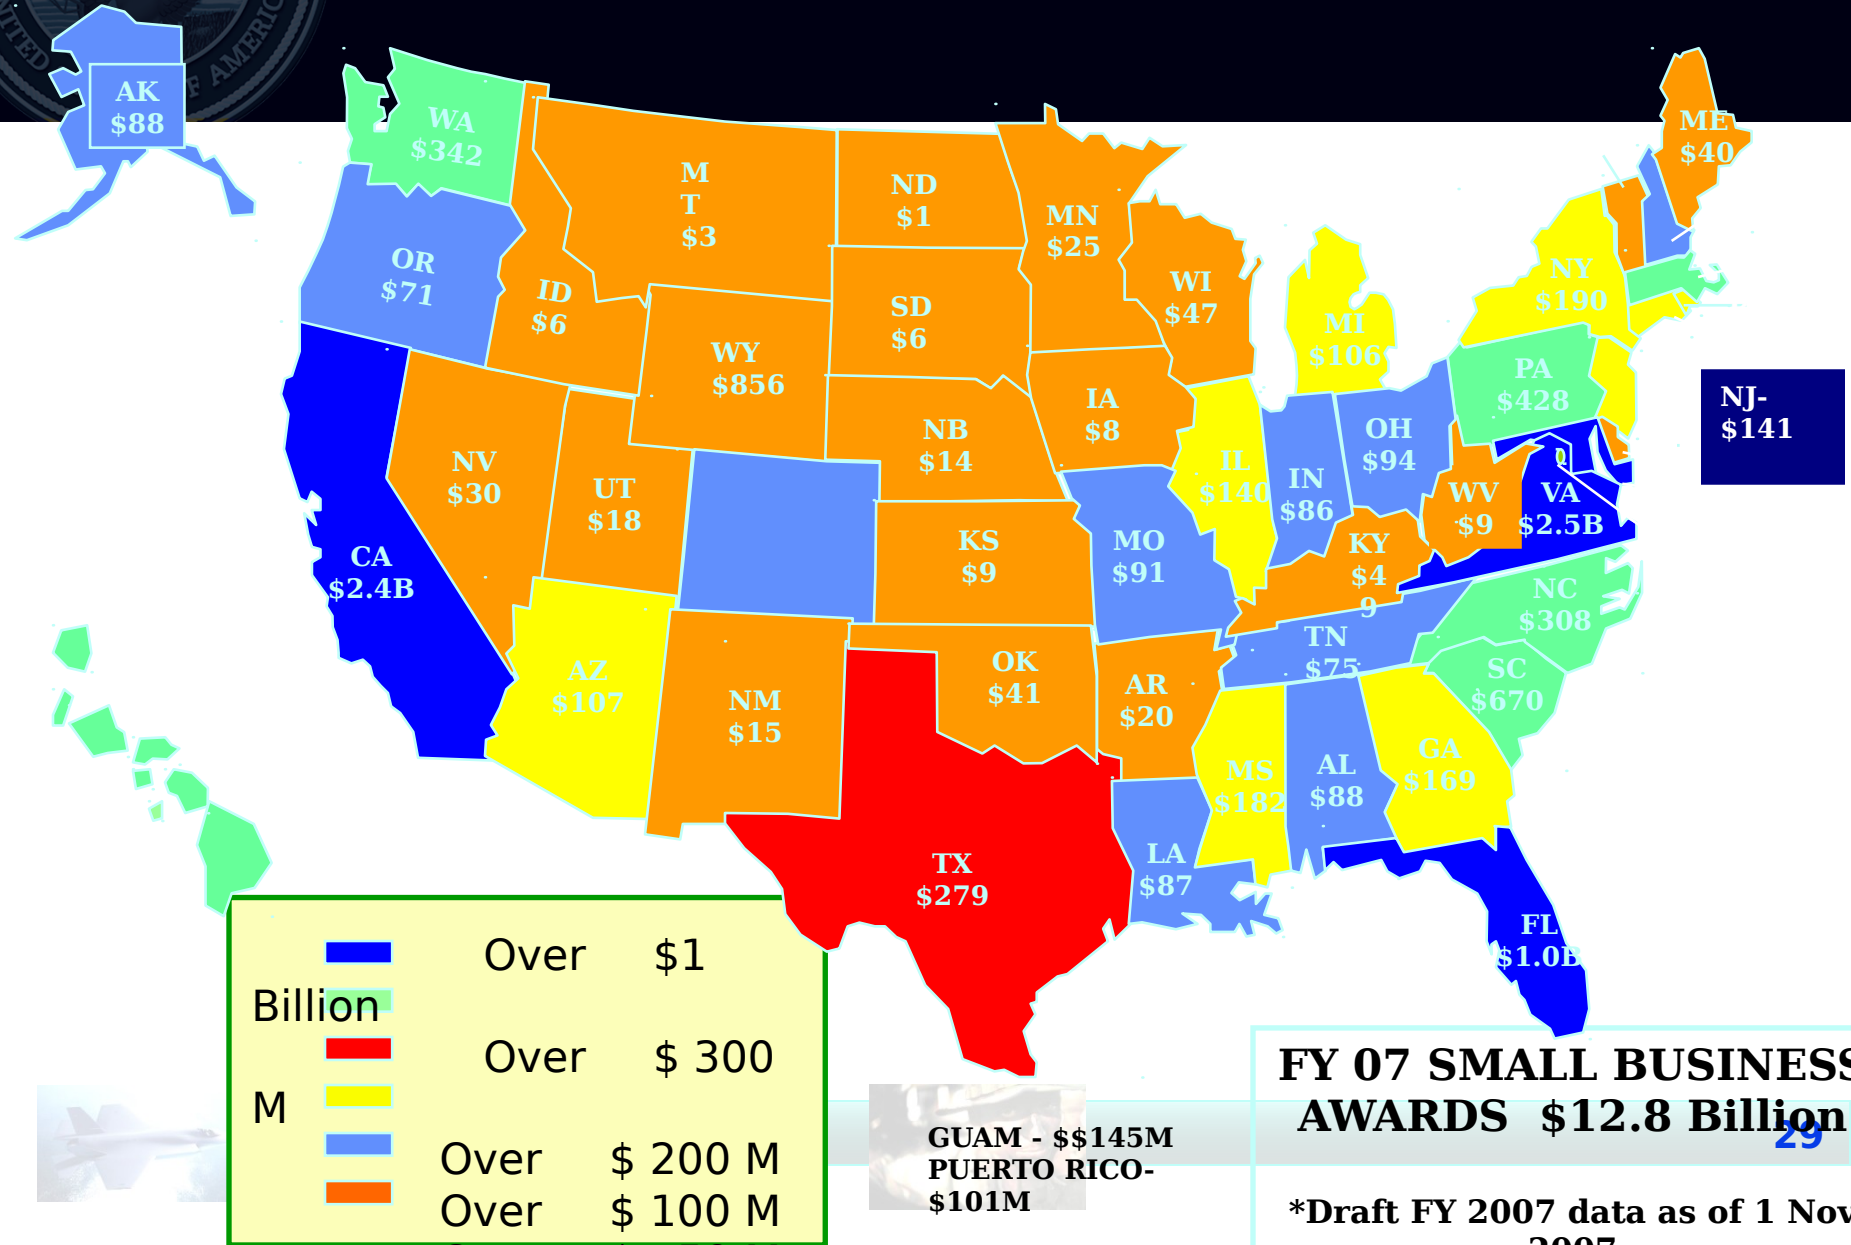 UNITED
OF AMERICA
AK
$88
WA
$342
OR
$71
ID
$6
M
T
$3
ND
$1
MN
$25
ME
$40
WI
$47
SD
$6
WY
$856
NY
$190
MI
$106
PA
$428
NJ-
$141
IA
$8
NB
$14
NV
$30
UT
$18
OH
$94
IL
$140
IN
$86
WV
$9
VA
$2.5B
CA
$2.4B
KS
$9
MO
$91
KY
$4
9
NC
$308
TN
$75
AZ
$107
NM
$15
OK
$41
AR
$20
SC
$670
MS
$182
AL
$88
GA
$169
TX
$279
LA
$87
FL
$1.0B
Over $1
Billion
Over $ 300
M
Over $ 200 M
Over $ 100 M
GUAM - $$145M
PUERTO RICO-
$101M
FY 07 SMALL BUSINESS
AWARDS $12.8 Billion
29
*Draft FY 2007 data as of 1 Nov
2007